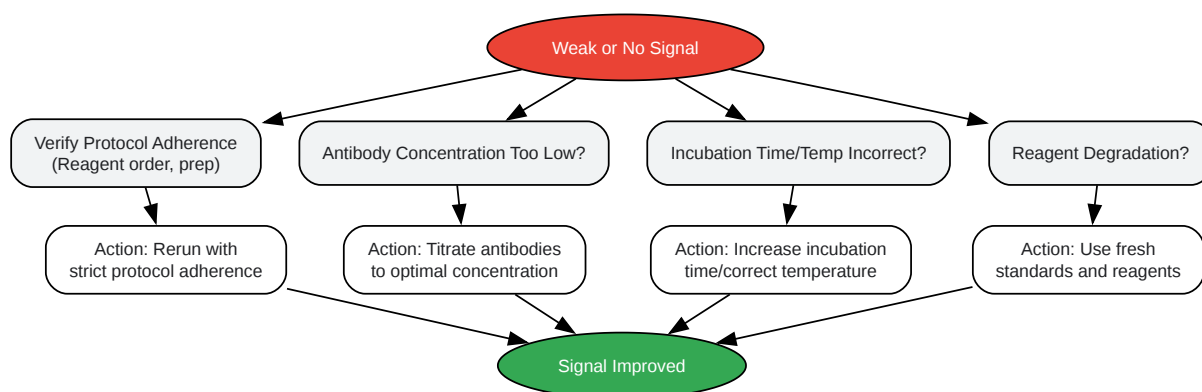 Weak or No Signal
Verify Protocol Adherence
(Reagent order, prep)
Antibody Concentration Too Low?
Incubation Time/Temp Incorrect?
Reagent Degradation?
Action: Rerun with
strict protocol adherence
Action: Titrate antibodies
to optimal concentration
Action: Increase incubation
time/correct temperature
Action: Use fresh
standards and reagents
Signal Improved